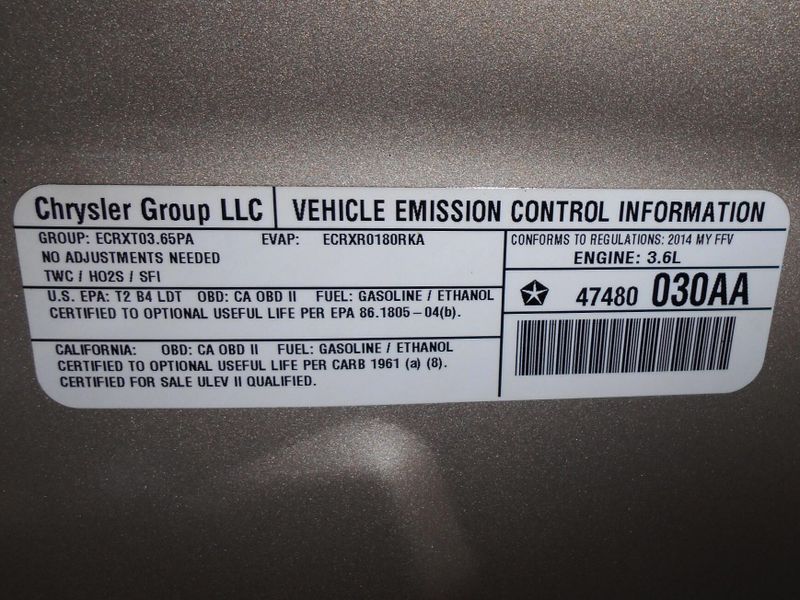 Chrysler Group LLC
VEHICLE EMISSION CONTROL INFORMATION
GROUP: ECRXT03.65PA EVAP: ECRXR0180RKA
NO ADJUSTMENTS NEEDED
TWC / HO2S / SFI
U.S. EPA: T2 B4 LDT OBD: CA OBD II FUEL: GASOLINE / ETHANOL
CERTIFIED TO OPTIONAL USEFUL LIFE PER EPA 86.1805-04(b).
CALIFORNIA: OBD: CA OBD II FUEL: GASOLINE / ETHANOL
CERTIFIED TO OPTIONAL USEFUL LIFE PER CARB 1961 (a) (8).
CERTIFIED FOR SALE ULEV II QUALIFIED.
CONFORMS TO REGULATIONS: 2014 MY FFV
ENGINE: 3.6L
47480 030AA